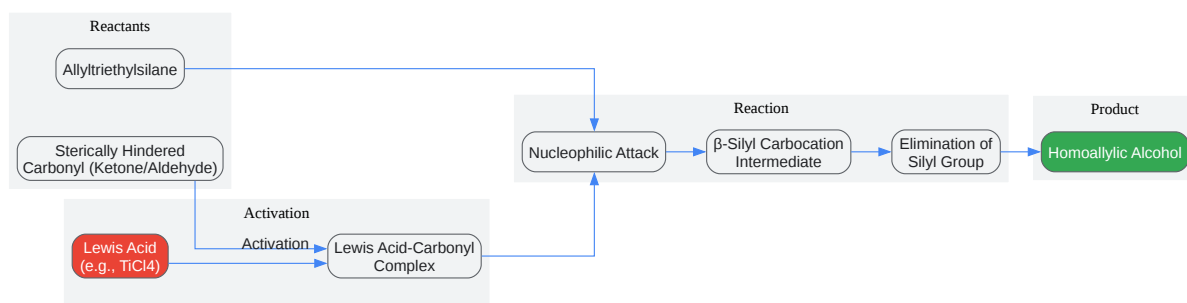 Reactants
Allyltriethylsilane
Sterically Hindered
Carbonyl (Ketone/Aldehyde)
Activation
Activation
Lewis Acid
(e.g., TiCl4)
Lewis Acid-Carbonyl
Complex
Reaction
Nucleophilic Attack
β-Silyl Carbocation
Intermediate
Elimination of
Silyl Group
Product
Homoallylic Alcohol